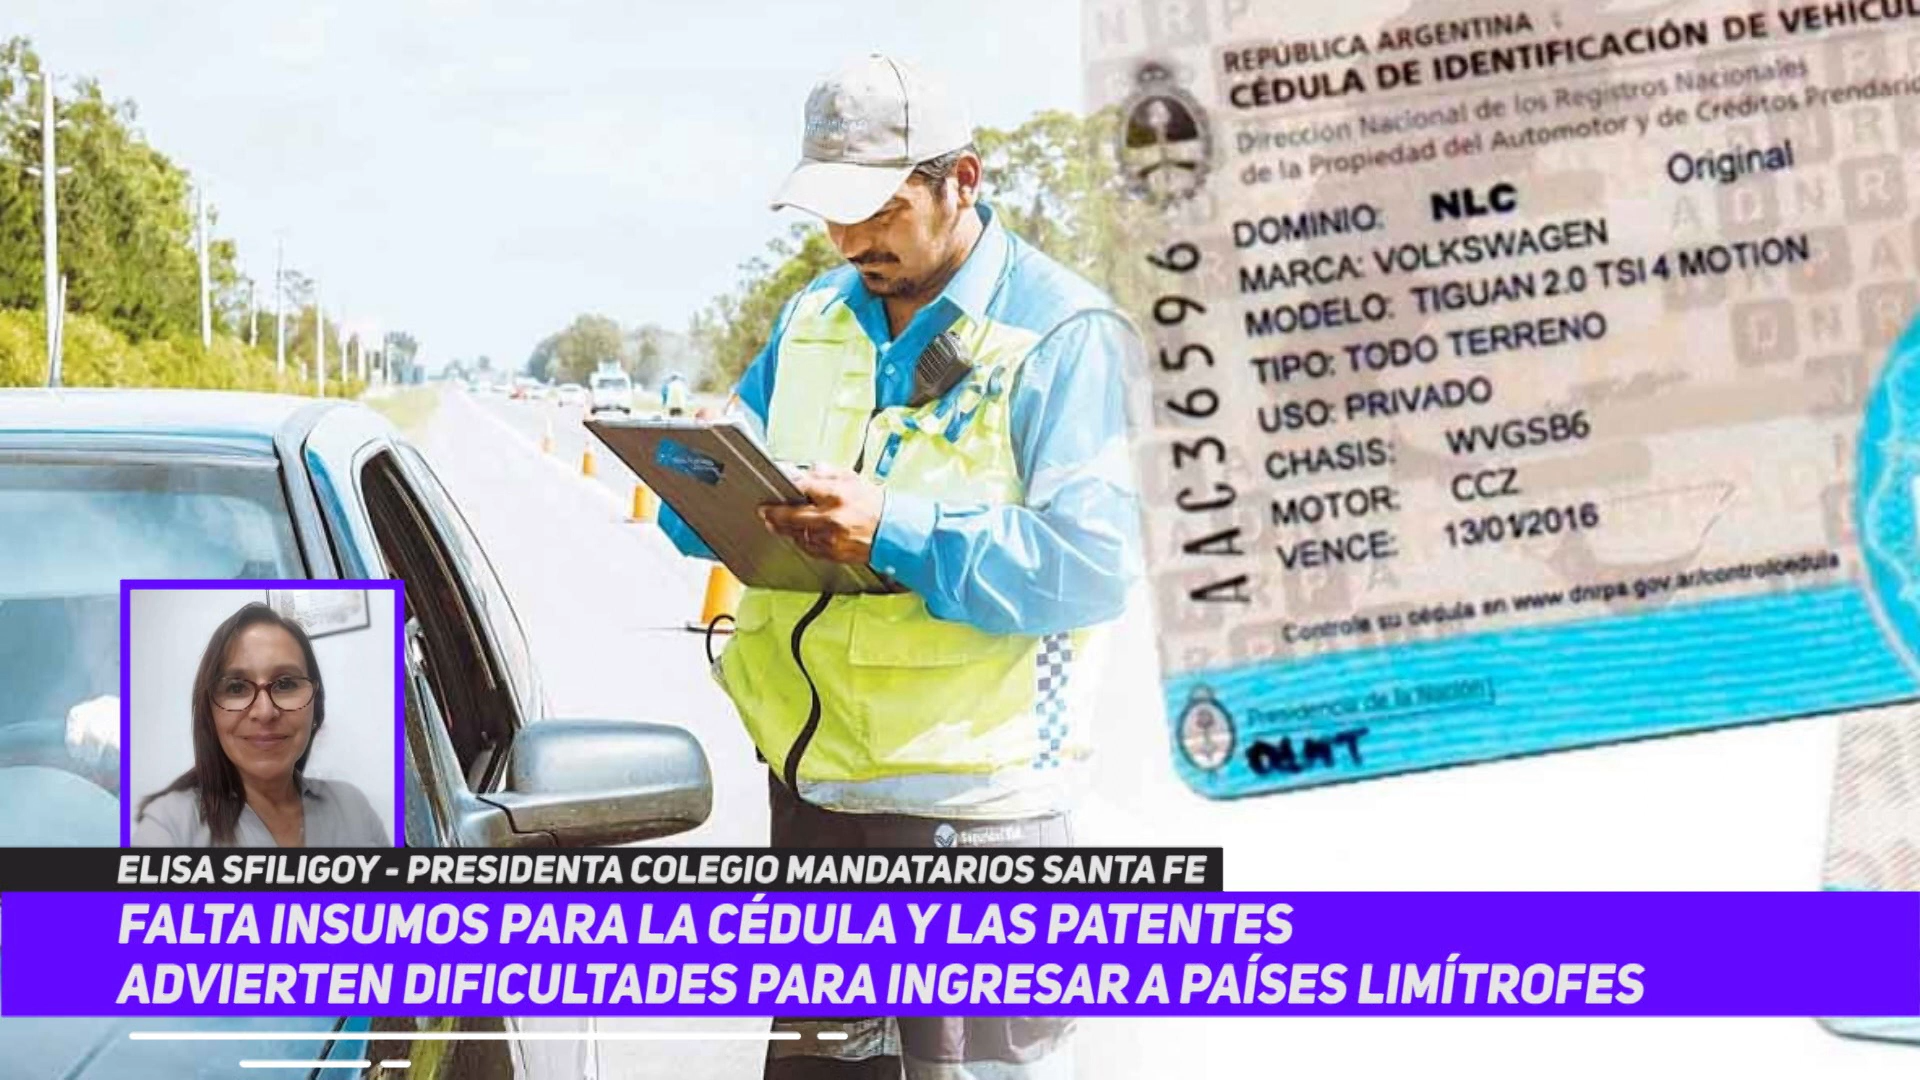 REPÚBLICA ARGENTINA
CÉDULA DE IDENTIFICACIÓN DE VEHÍCUL
Dirección Nacional de los Registros Nacionales
de la Propiedad del Automotor y de Créditos Prendario
Original
DOMINIO: NLC
MARCA: VOLKSWAGEN
MODELO: TIGUAN 2.0 TSI 4 MOTION
TIPO: TODO TERRENO
USO: PRIVADO
CHASIS: WVGSB6
MOTOR: CCZ
VENCE: 13/01/2016
AAC36596
Controle su cédula en www dnrpa gov.ar/controlcedula
Presidencia de la Nación
ELISA SFILIGOY - PRESIDENTA COLEGIO MANDATARIOS SANTA FE
FALTA INSUMOS PARA LA CÉDULA Y LAS PATENTES
ADVIERTEN DIFICULTADES PARA INGRESAR A PAÍSES LIMÍTROFES